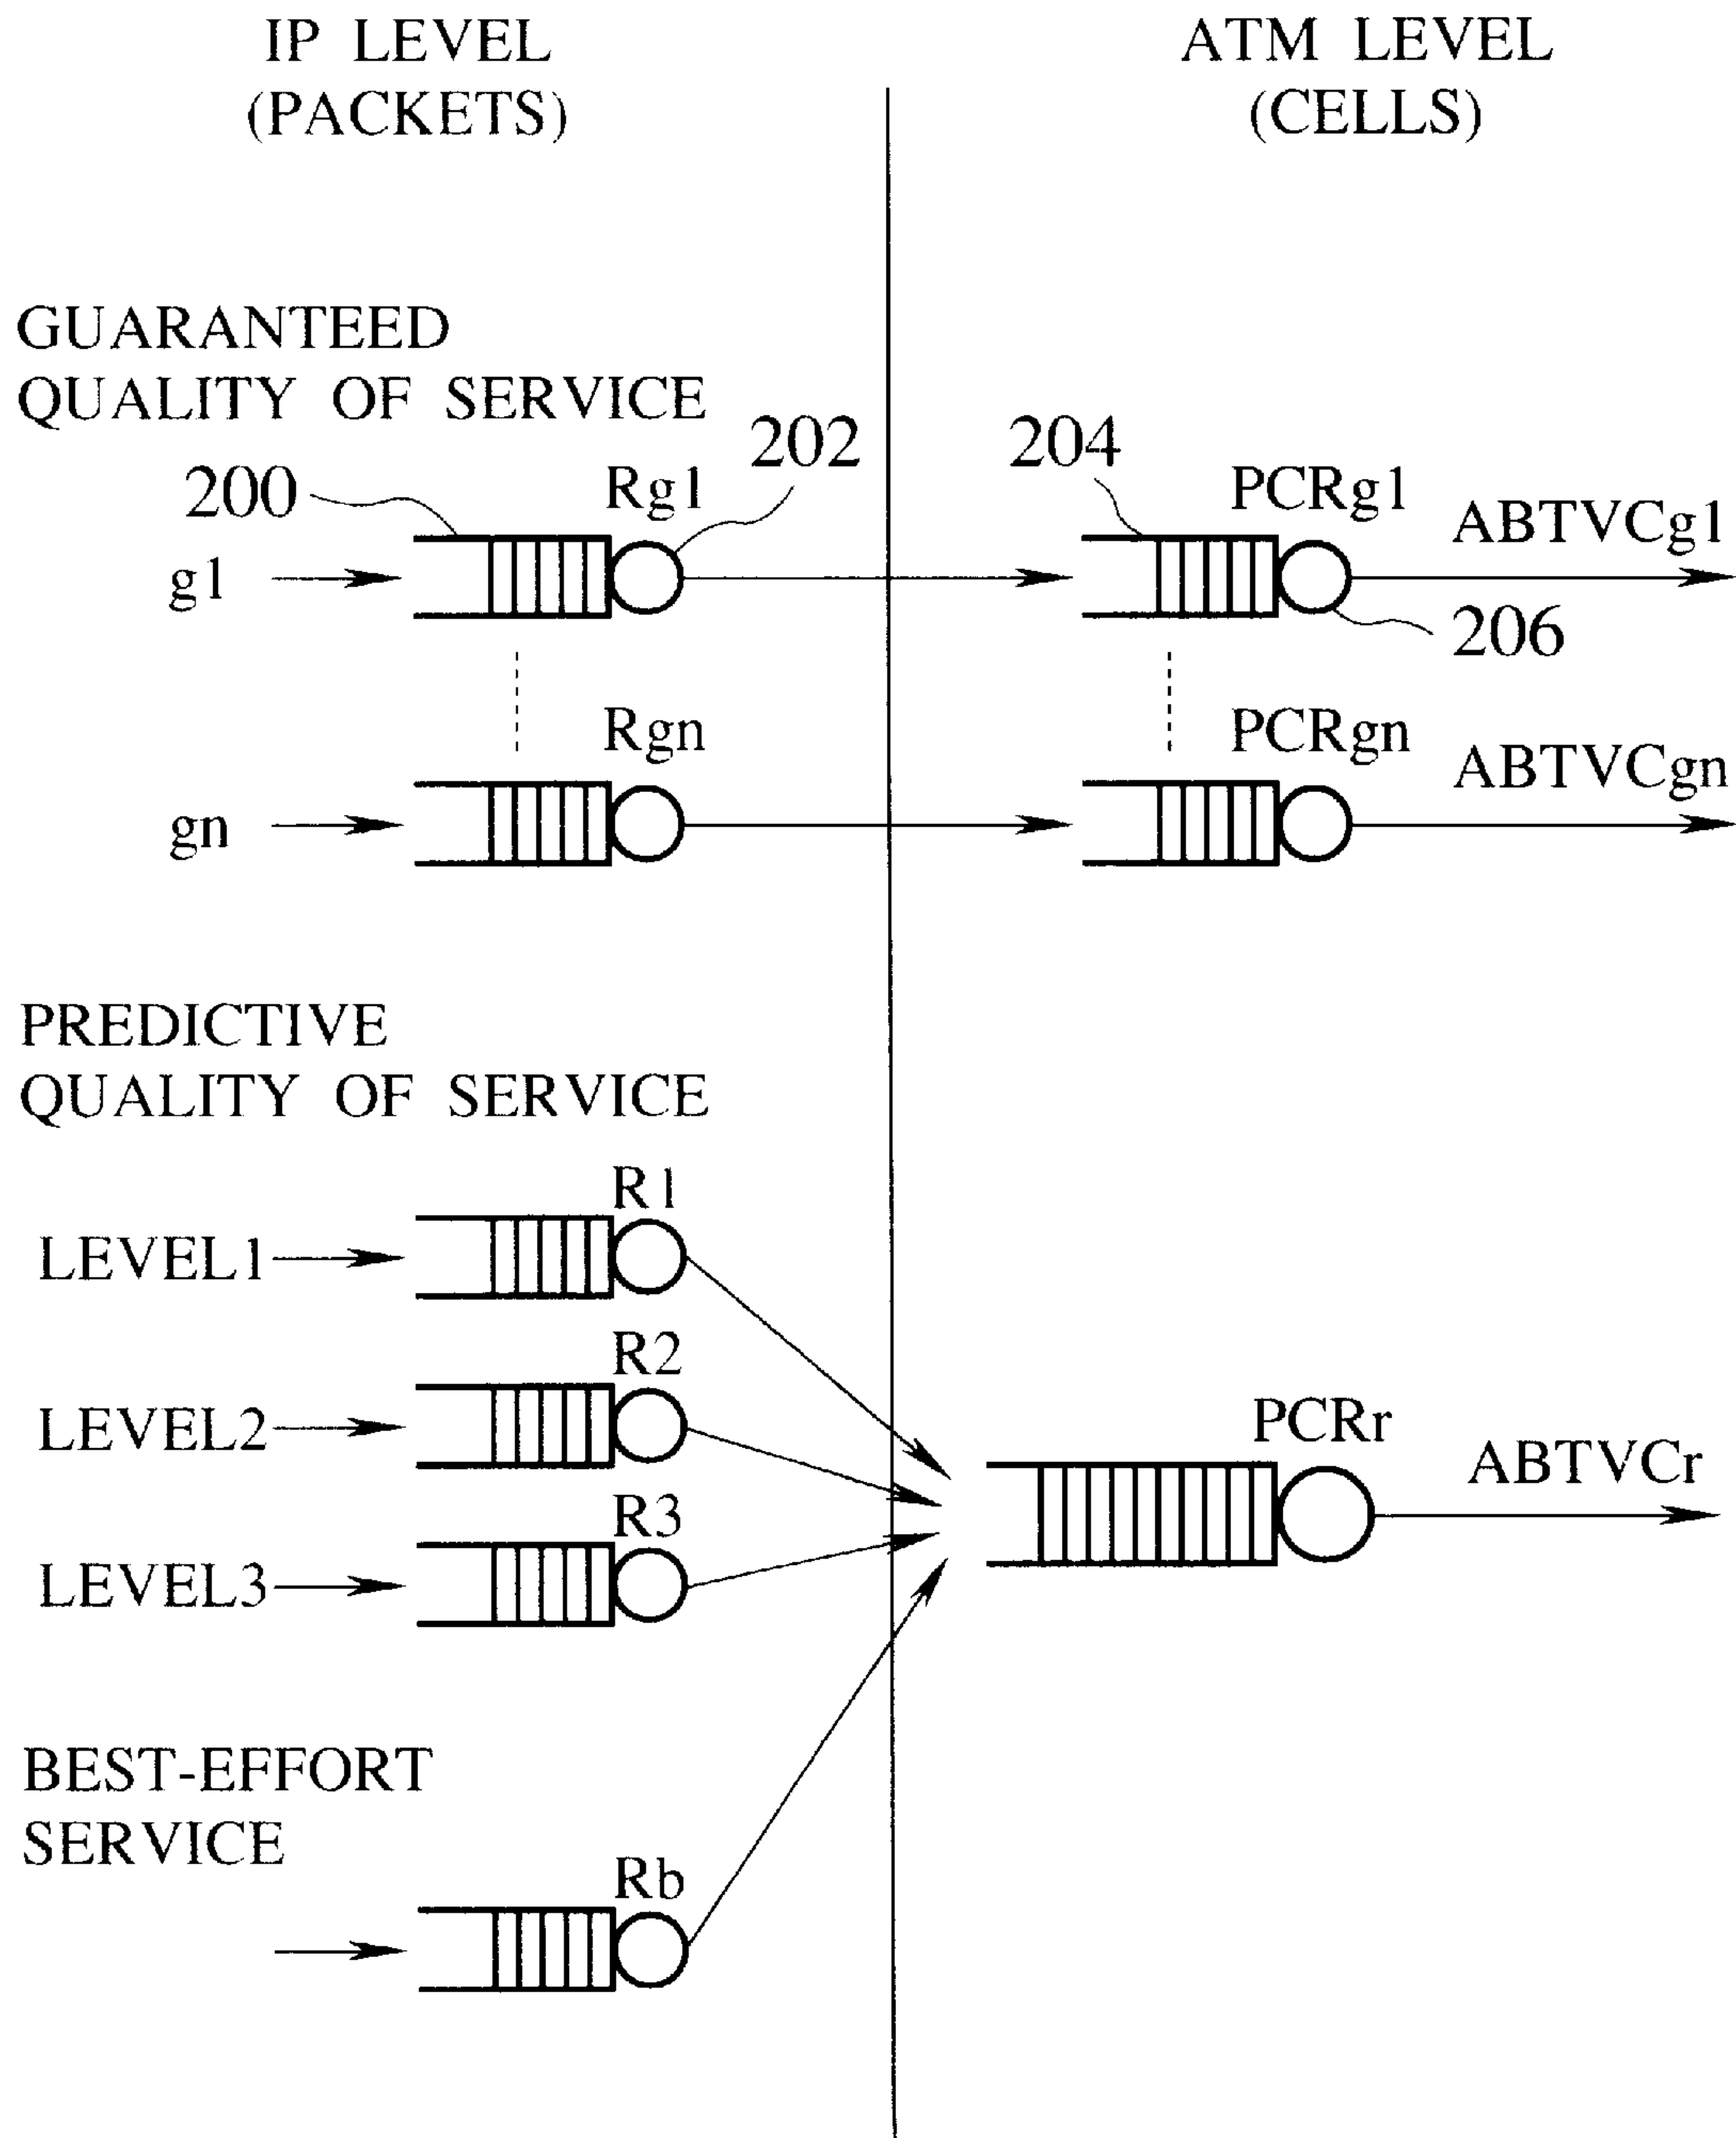 IP LEVEL
(PACKETS)
ATM LEVEL
(CELLS)
GUARANTEED
QUALITY OF SERVICE
200
Rg1
202
204
PCRg1
ABTVCg1
g1
206
Rgn
PCRgn
ABTVCgn
gn
PREDICTIVE
QUALITY OF SERVICE
R1
LEVEL1
R2
LEVEL2
PCRr
ABTVCr
R3
LEVEL3
BEST-EFFORT
SERVICE
Rb